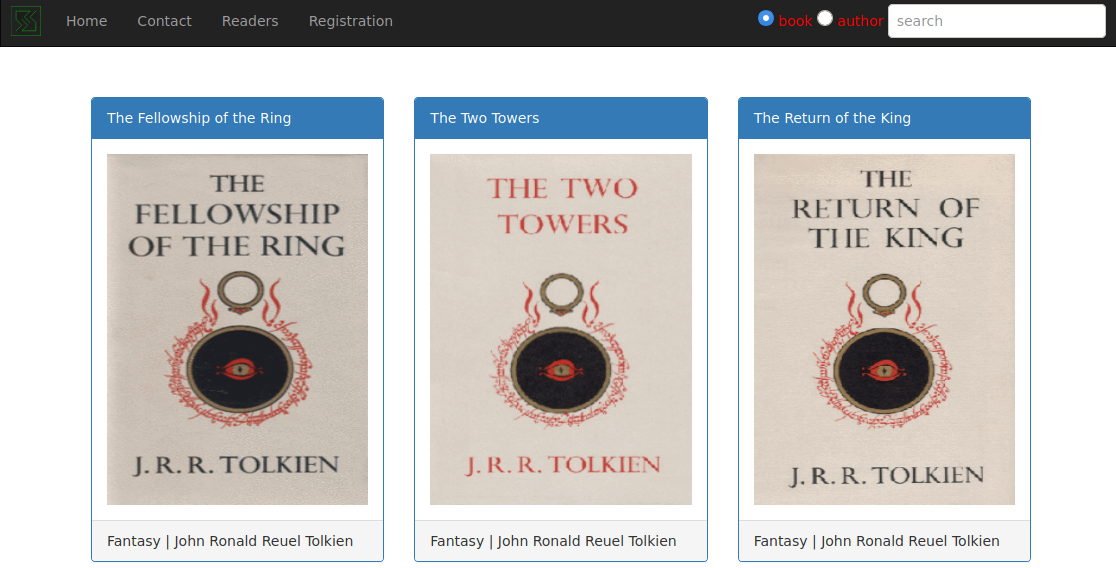 Home Contact Readers Registration book author search
The Fellowship of the Ring
THE
FELLOWSHIP
OF THE RING
J. R. R. TOLKIEN
Fantasy | John Ronald Reuel Tolkien
The Two Towers
THE TWO
TOWERS
J. R. R. TOLKIEN
Fantasy | John Ronald Reuel Tolkien
The Return of the King
THE
RETURN OF
THE KING
J. R. R. TOLKIEN
Fantasy | John Ronald Reuel Tolkien